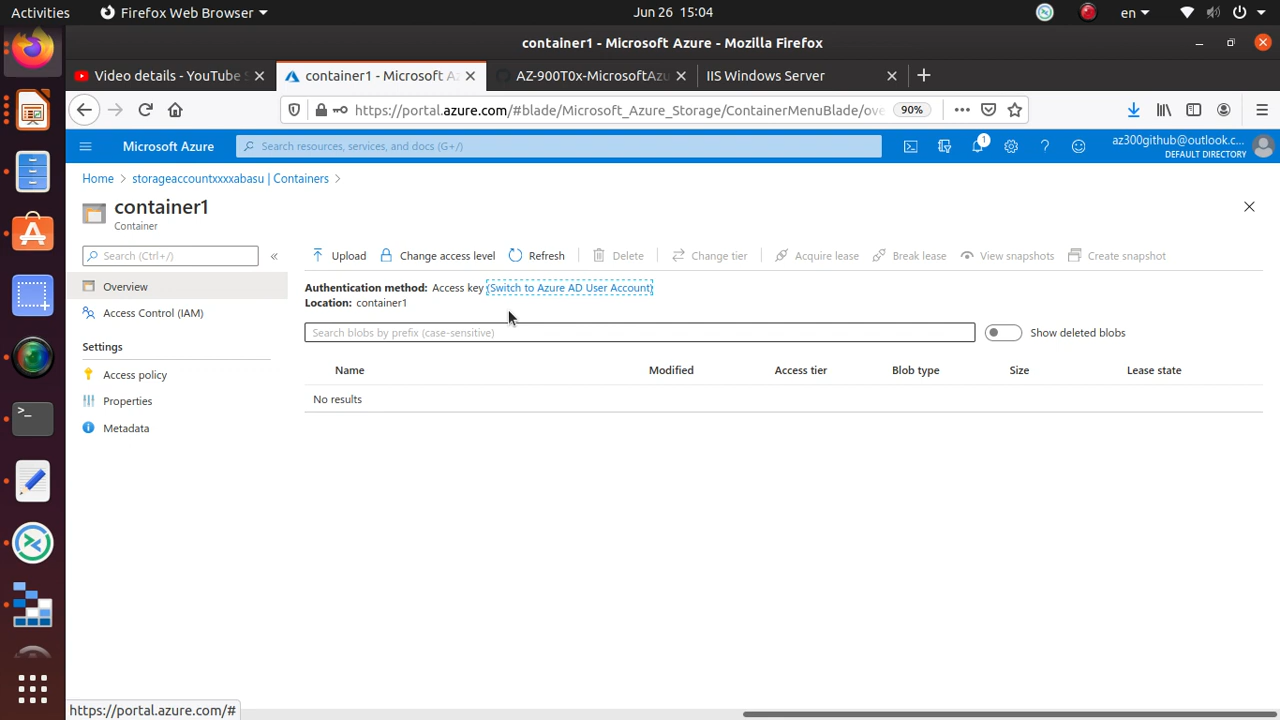 Activities
Firefox Web Browser
Jun 26 15:04
en
container1 - Microsoft Azure - Mozilla Firefox
Video details - YouTube S
container1 - Microsoft Az
AZ-900T0x-MicrosoftAzu
IIS Windows Server
https://portal.azure.com/#blade/Microsoft_Azure_Storage/ContainerMenuBlade/ove
90%
Microsoft Azure
Search resources, services, and docs (G+/)
1
az300github@outlook.c...
DEFAULT DIRECTORY
Home > storageaccountxxxxabasu | Containers >
container1
Container
Search (Ctrl+/)
Overview
Access Control (IAM)
Settings
Access policy
Properties
Metadata
Upload
Change access level
Refresh
Delete
Change tier
Acquire lease
Break lease
View snapshots
Create snapshot
Authentication method: Access key (Switch to Azure AD User Account)
Location: container1
Search blobs by prefix (case-sensitive)
Show deleted blobs
Name Modified Access tier Blob type Size Lease state
No results
https://portal.azure.com/#